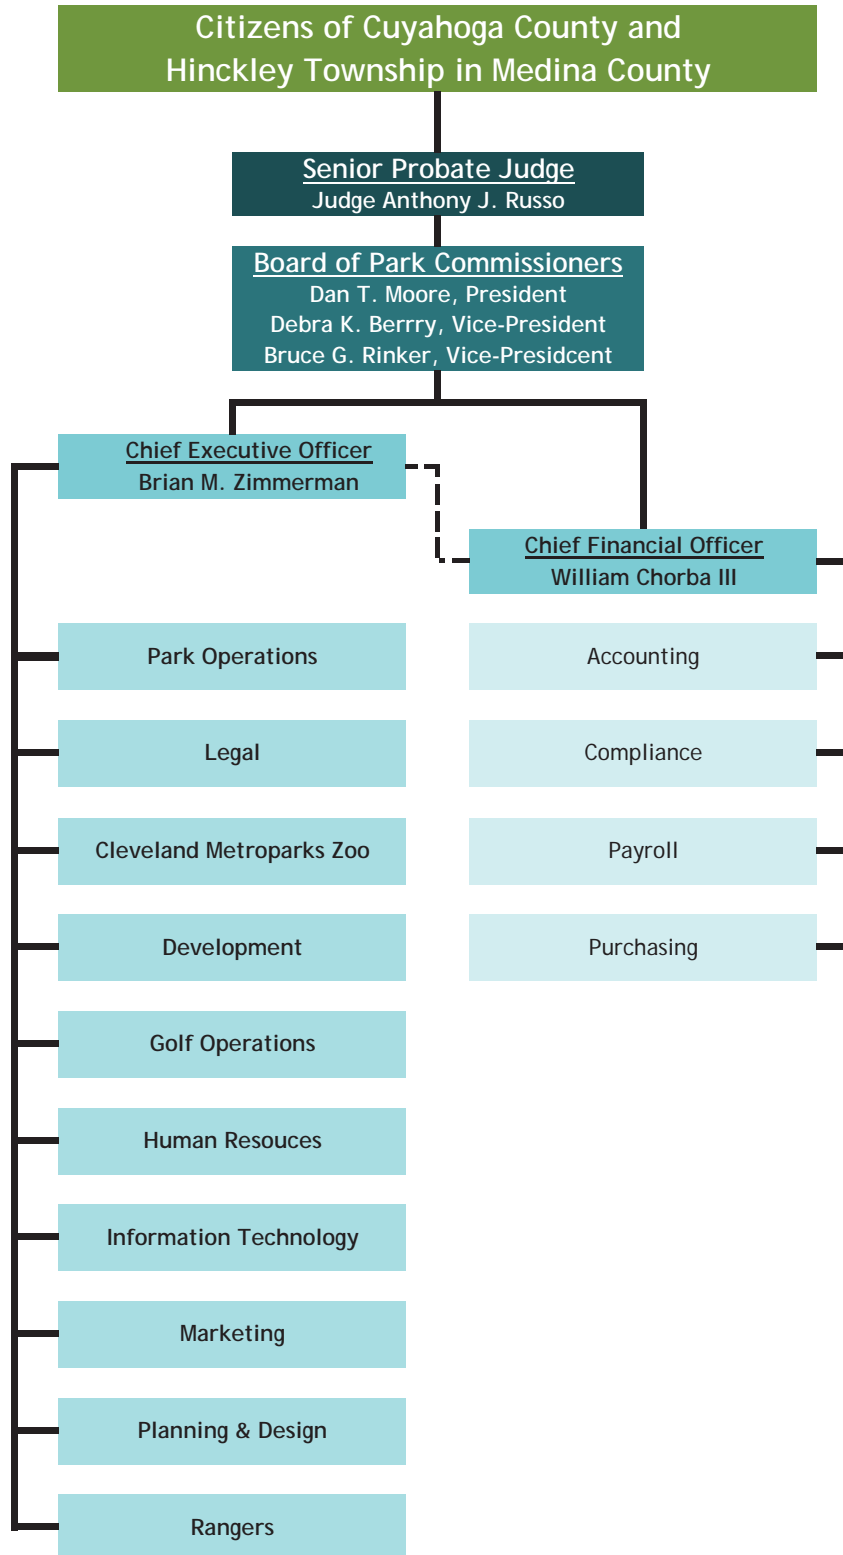 Citizens of Cuyahoga County and
Hinckley Township in Medina County
Senior Probate Judge
Judge Anthony J. Russo
Board of Park Commissioners
Dan T. Moore, President
Debra K. Berrry, Vice-President
Bruce G. Rinker, Vice-Presidcent
Chief Executive Officer
Brian M. Zimmerman
Chief Financial Officer
William Chorba III
Park Operations
Legal
Cleveland Metroparks Zoo
Development
Golf Operations
Human Resouces
Information Technology
Marketing
Planning & Design
Rangers
Accounting
Compliance
Payroll
Purchasing